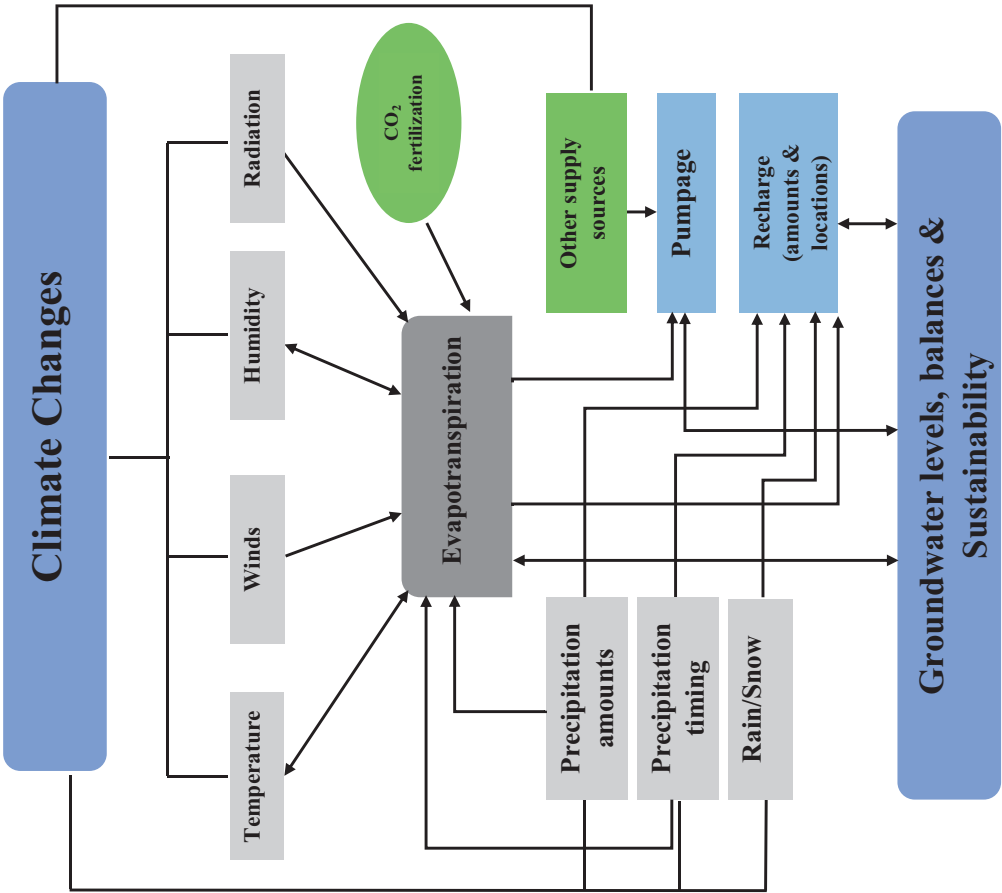 Climate Changes
Temperature
Winds
Humidity
Radiation
CO₂
fertilization
Evapotranspiration
Precipitation
amounts
Precipitation
timing
Rain/Snow
Other supply
sources
Pumpage
Recharge
(amounts &
locations)
Groundwater levels, balances &
Sustainability